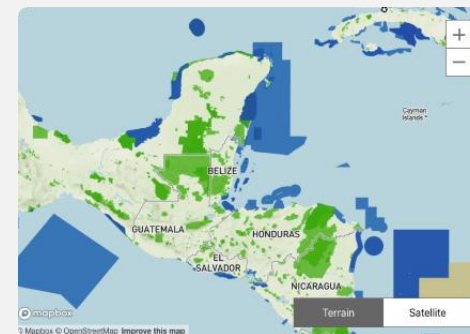 +
−
Cayman
Islands
BELIZE
GUATEMALA
HONDURAS
EL
SALVADOR
NICARAGUA
Terrain
Satellite
mapbox
© Mapbox © OpenStreetMap Improve this map